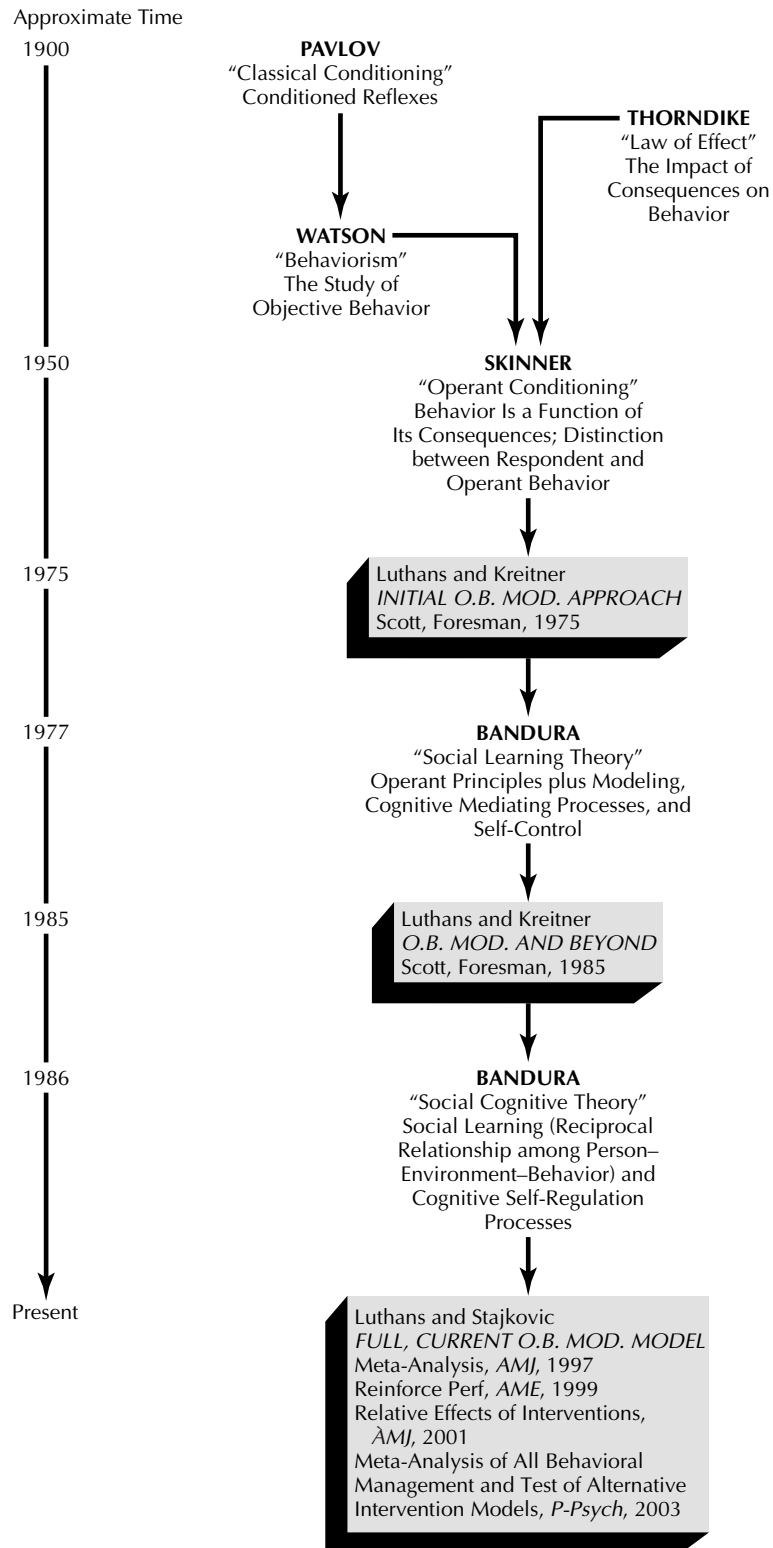 Approximate Time
1900
PAVLOV
“Classical Conditioning”
Conditioned Reflexes
THORNDIKE
“Law of Effect”
The Impact of
Consequences on
Behavior
WATSON
“Behaviorism”
The Study of
Objective Behavior
1950
SKINNER
“Operant Conditioning”
Behavior Is a Function of
Its Consequences; Distinction
between Respondent and
Operant Behavior
1975
Luthans and Kreitner
INITIAL O.B. MOD. APPROACH
Scott, Foresman, 1975
1977
BANDURA
“Social Learning Theory”
Operant Principles plus Modeling,
Cognitive Mediating Processes, and
Self-Control
1985
Luthans and Kreitner
O.B. MOD. AND BEYOND
Scott, Foresman, 1985
1986
BANDURA
“Social Cognitive Theory”
Social Learning (Reciprocal
Relationship among Person–
Environment–Behavior) and
Cognitive Self-Regulation
Processes
Present
Luthans and Stajkovic
FULL, CURRENT O.B. MOD. MODEL
Meta-Analysis, AMJ, 1997
Reinforce Perf, AME, 1999
Relative Effects of Interventions,
ÀMJ, 2001
Meta-Analysis of All Behavioral
Management and Test of Alternative
Intervention Models, P-Psych, 2003